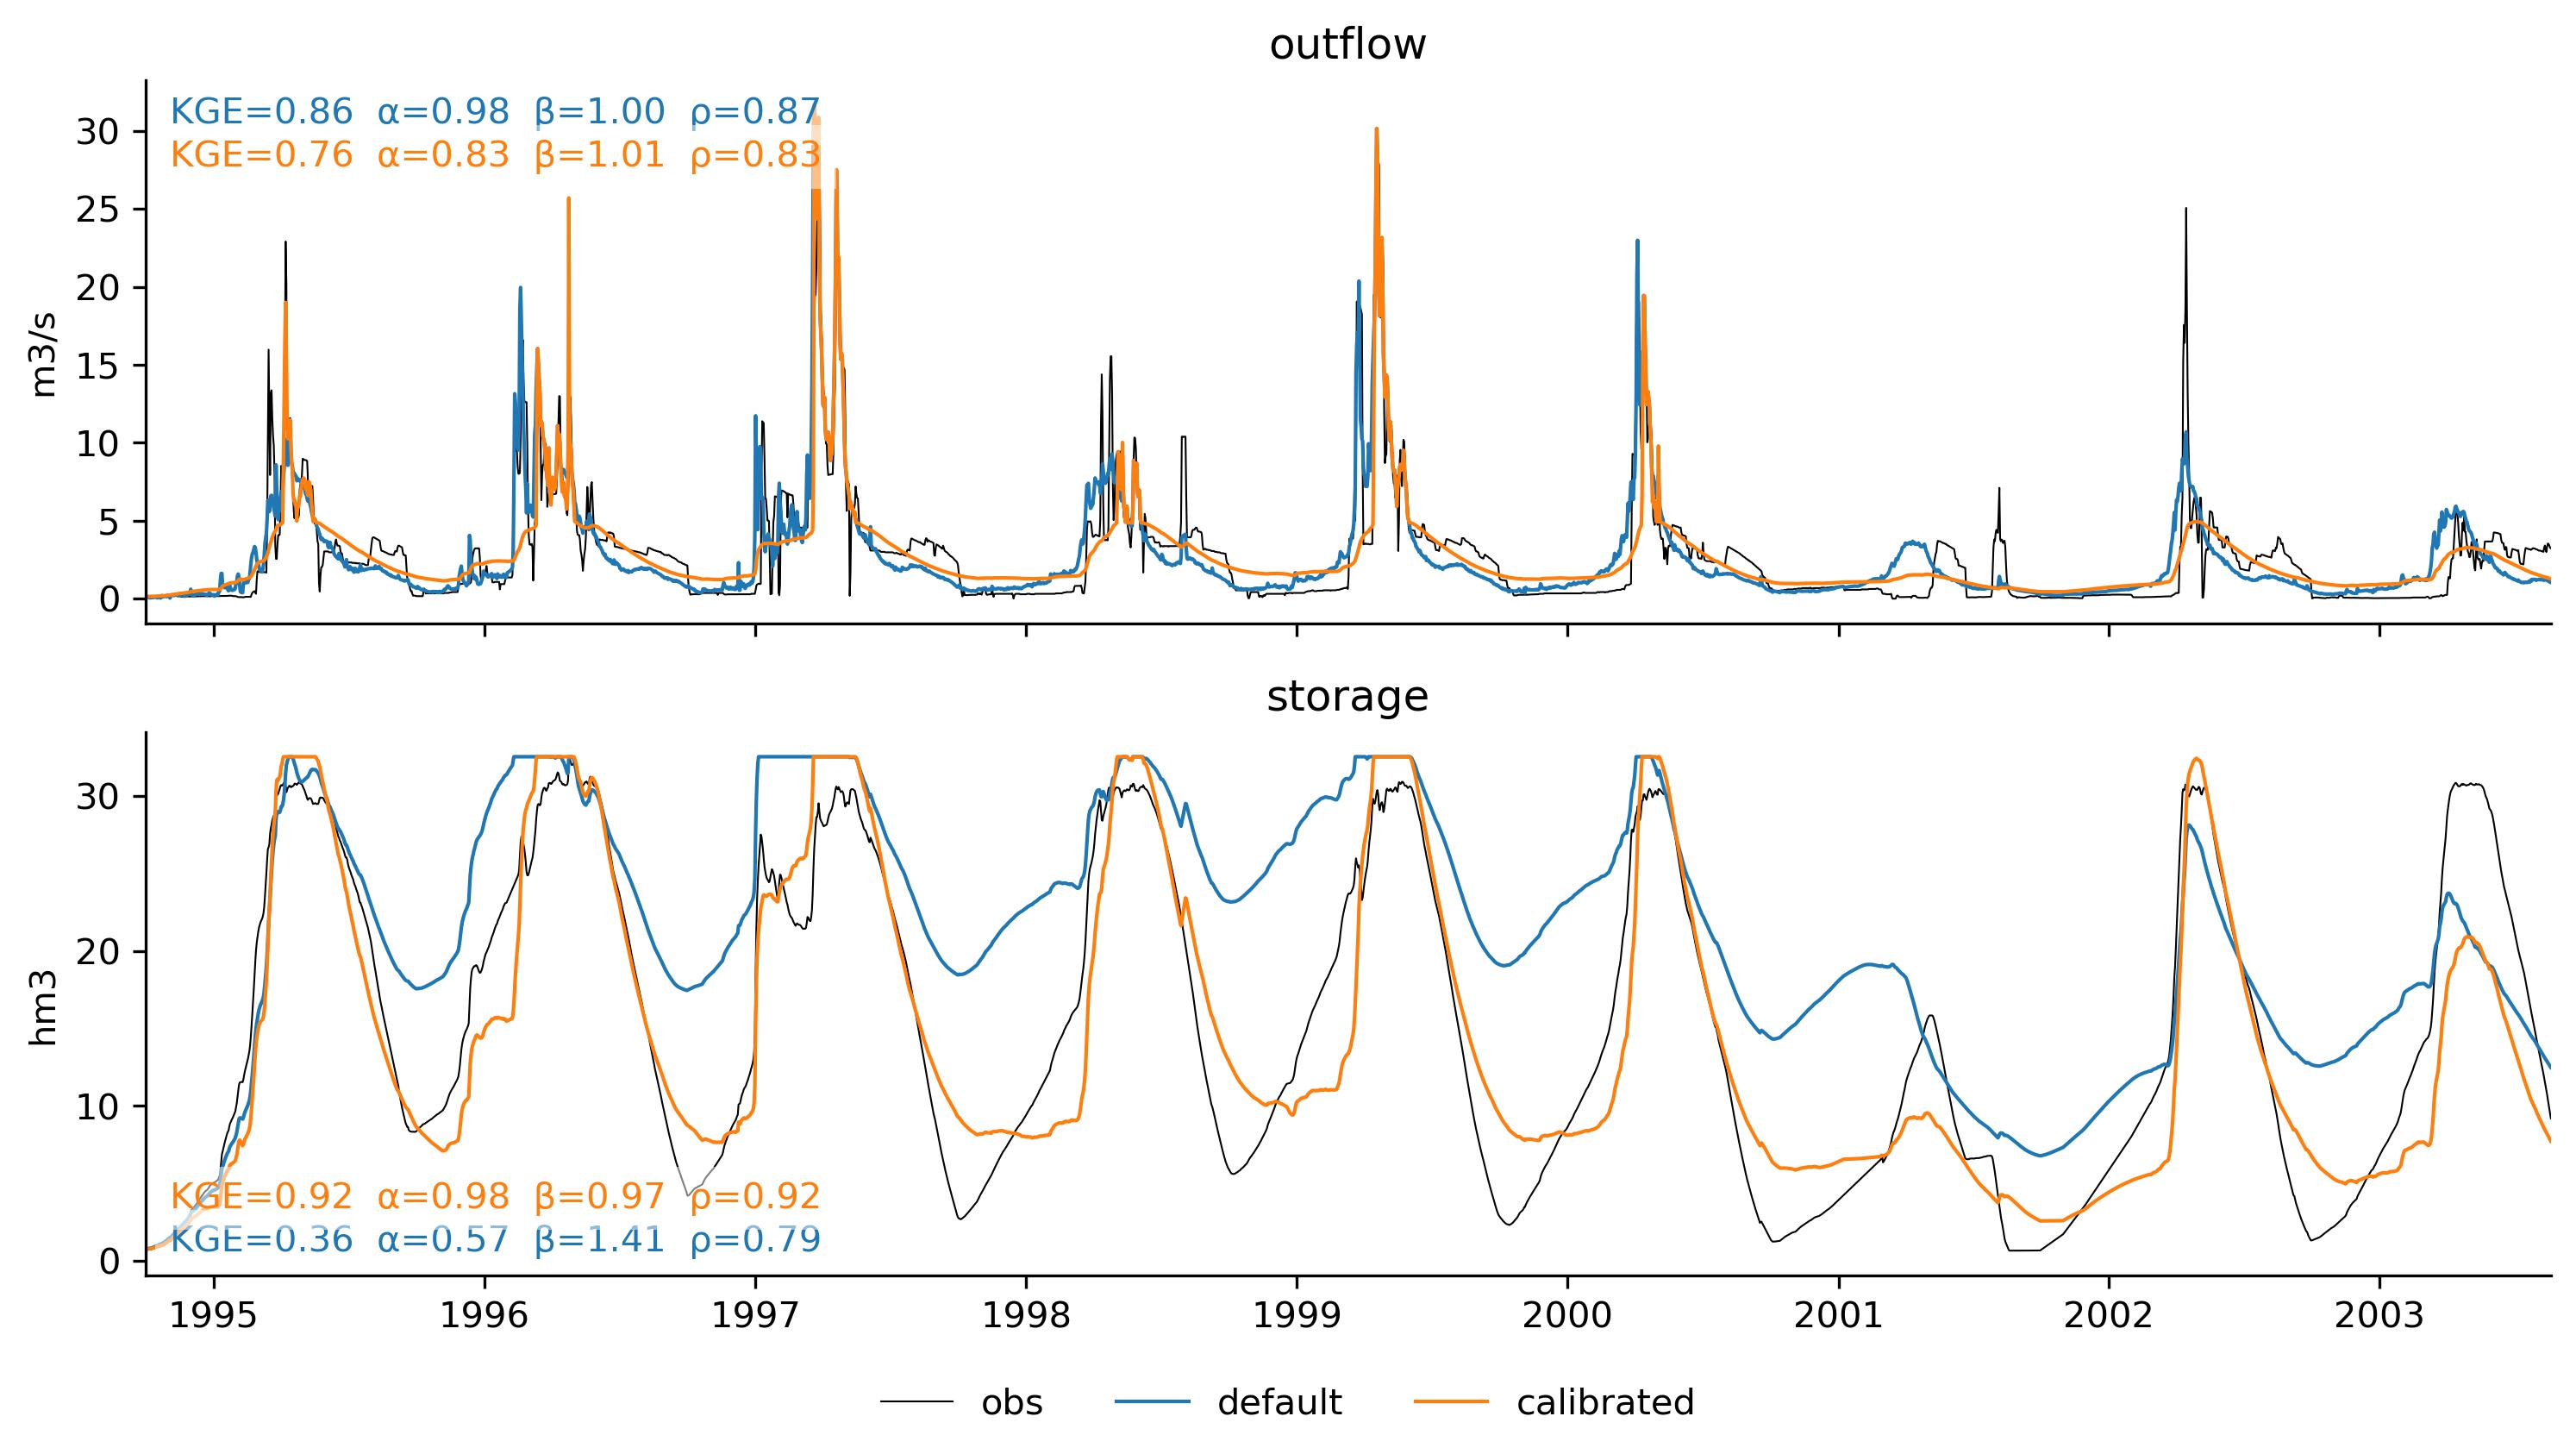 outflow
KGE=0.86 α=0.98 β=1.00 ρ=0.87
KGE=0.76 α=0.83 β=1.01 ρ=0.83
30
25
20
15
10
5
0
m3/s
storage
30
20
10
0
hm3
KGE=0.92 α=0.98 β=0.97 ρ=0.92
KGE=0.36 α=0.57 β=1.41 ρ=0.79
1995 1996 1997 1998 1999 2000 2001 2002 2003
obs default calibrated